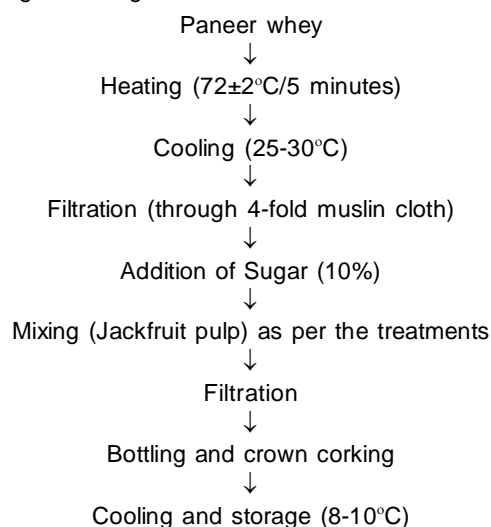 Paneer whey
↓
Heating (72±2°C/5 minutes)
↓
Cooling (25-30°C)
↓
Filtration (through 4-fold muslin cloth)
↓
Addition of Sugar (10%)
↓
Mixing (Jackfruit pulp) as per the treatments
↓
Filtration
↓
Bottling and crown corking
↓
Cooling and storage (8-10°C)